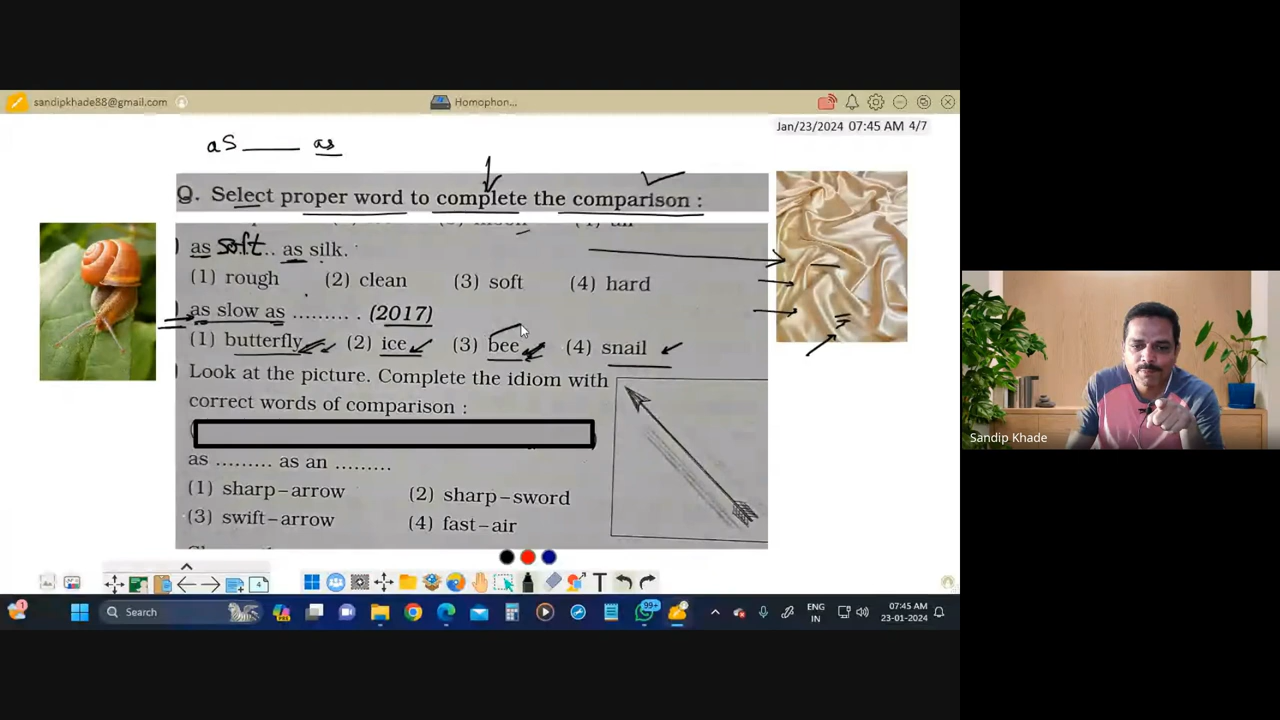 sandipkhade88@gmail.com
Homophon...
Jan/23/2024 07:45 AM 4/7
as ____ as
Q. Select proper word to complete the comparison :
as soft.. as silk.
(1) rough (2) clean (3) soft (4) hard
as slow as ......... . (2017)
(1) butterfly (2) ice (3) bee (4) snail
Look at the picture. Complete the idiom with
correct words of comparison :
as ......... as an .........
(1) sharp–arrow (2) sharp–sword
(3) swift–arrow (4) fast–air
Sandip Khade
4
T
Search
99+
ENG
IN
07:45 AM
23-01-2024
1